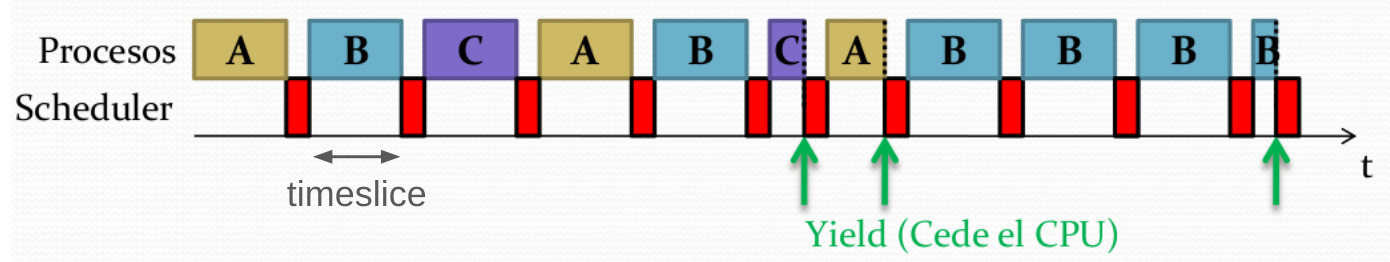 Procesos A B C A B C A B B B B
Scheduler
t
timeslice
Yield (Cede el CPU)